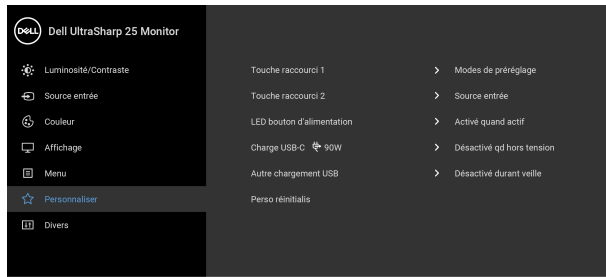 DELL Dell UltraSharp 25 Monitor
Luminosité/Contraste Touche raccourci 1 > Modes de préréglage
Source entrée Touche raccourci 2 > Source entrée
Couleur LED bouton d'alimentation > Activé quand actif
Affichage Charge USB-C 90W > Désactivé qd hors tension
Menu Autre chargement USB > Désactivé durant veille
Personnaliser Perso réinitialis
Divers